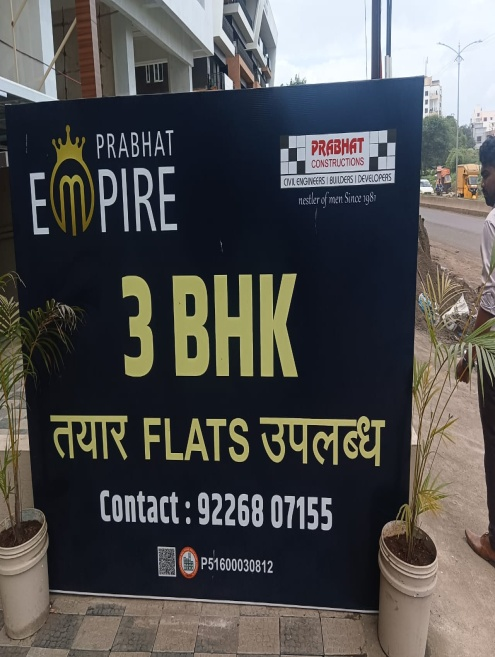 PRABHAT
EMPIRE
PRABHAT
CONSTRUCTIONS
CIVIL ENGINEERS | BUILDERS | DEVELOPERS
nestler of men Since 1981
3 BHK
तयार FLATS उपलब्ध
Contact : 92268 07155
P51600030812